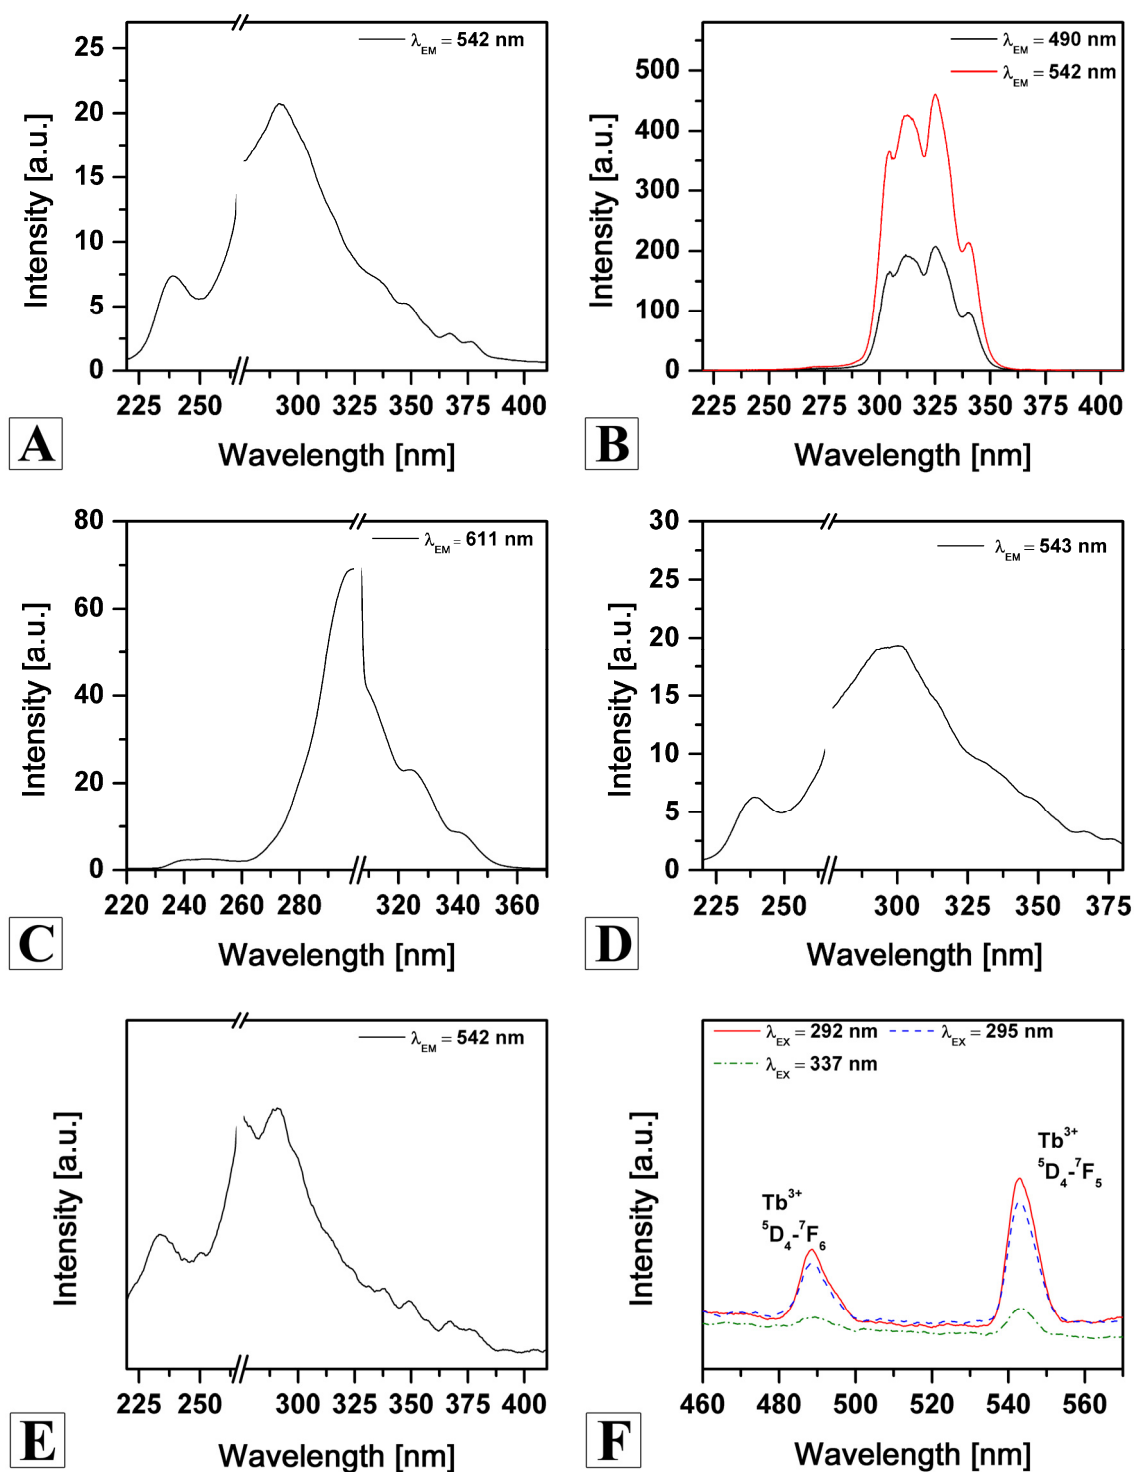 λEM = 542 nm
25
20
15
10
5
0
Intensity [a.u.]
225 250 300 325 350 375 400
Wavelength [nm]
A
λEM = 490 nm
λEM = 542 nm
500
400
300
200
100
0
Intensity [a.u.]
225 250 275 300 325 350 375 400
Wavelength [nm]
B
λEM = 611 nm
80
60
40
20
0
Intensity [a.u.]
220 240 260 280 320 340 360
Wavelength [nm]
C
λEM = 543 nm
30
25
20
15
10
5
0
Intensity [a.u.]
225 250 300 325 350 375
Wavelength [nm]
D
λEM = 542 nm
Intensity [a.u.]
225 250 300 325 350 375 400
Wavelength [nm]
E
λEX = 292 nm λEX = 295 nm
λEX = 337 nm
Tb³⁺
⁵D₄-⁷F₅
Tb³⁺
⁵D₄-⁷F₆
Intensity [a.u.]
460 480 500 520 540 560
Wavelength [nm]
F